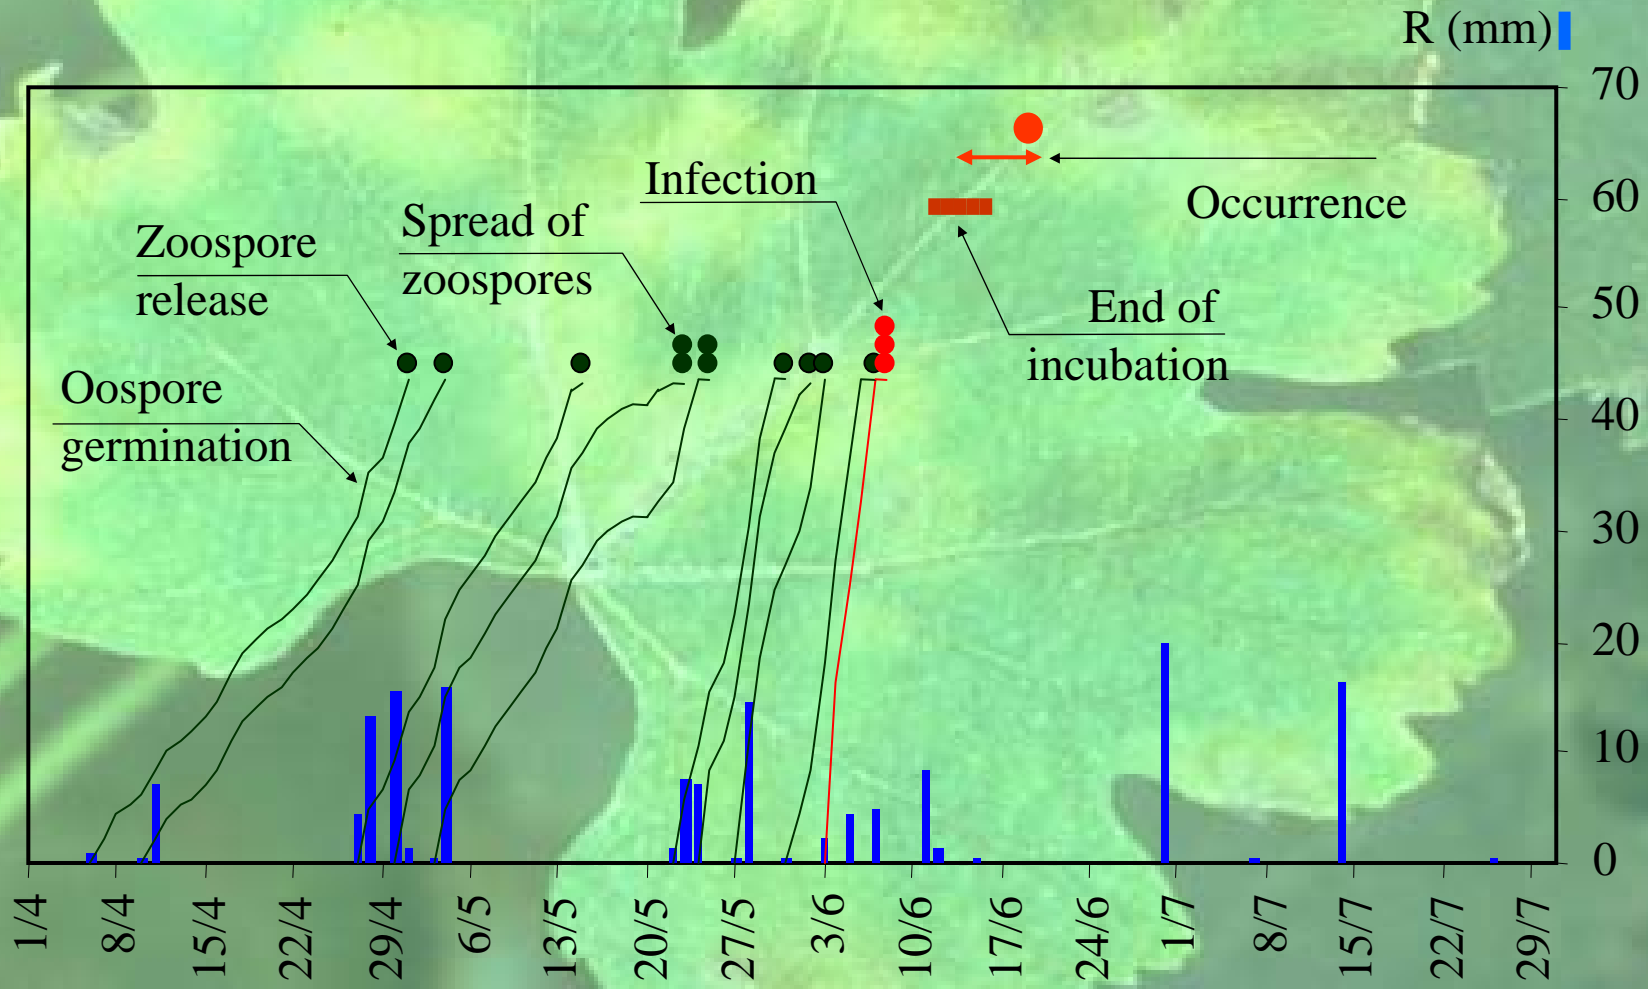 R (mm)
70
60
50
40
30
20
10
0
Infection
Occurrence
Spread of
zoospores
Zoospore
release
End of
incubation
Oospore
germination
1/4
8/4
15/4
22/4
29/4
6/5
13/5
20/5
27/5
3/6
10/6
17/6
24/6
1/7
8/7
15/7
22/7
29/7